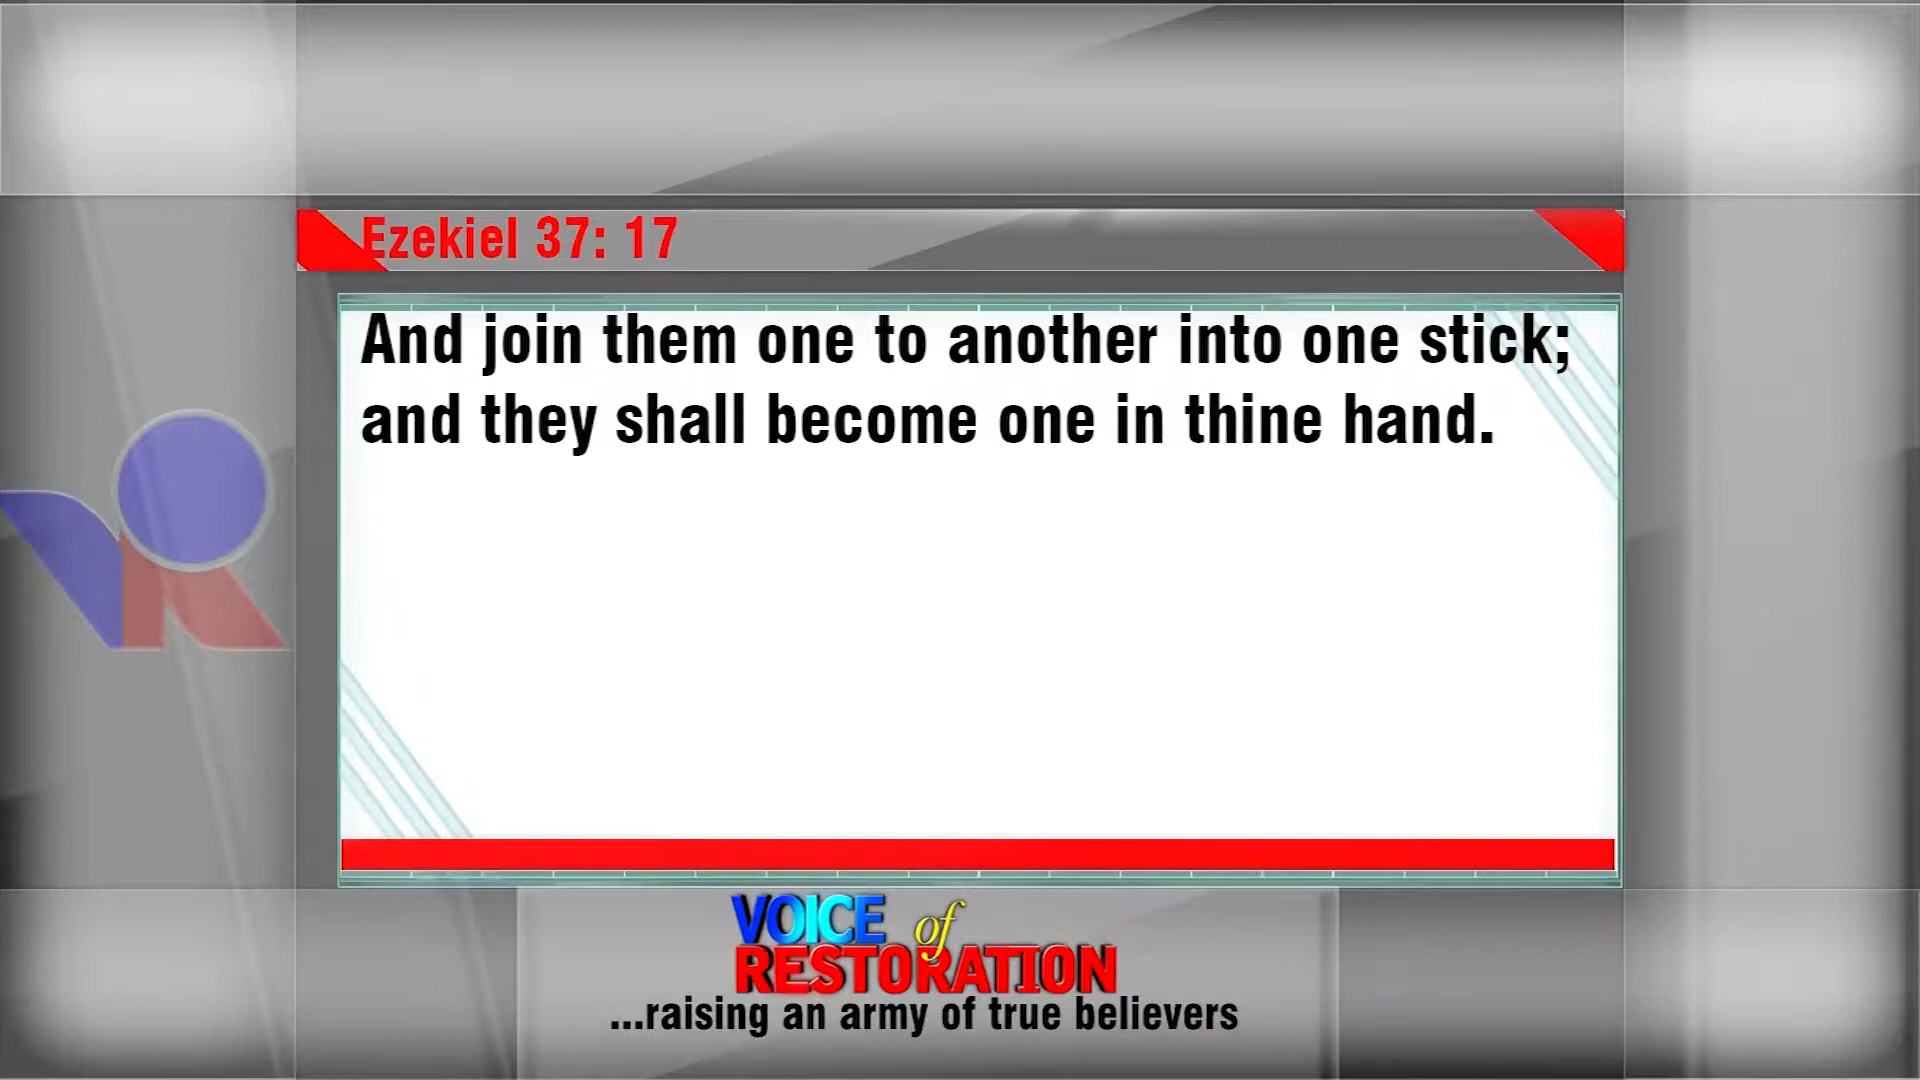 Ezekiel 37: 17
And join them one to another into one stick;
and they shall become one in thine hand.
VOICE of
RESTORATION
...raising an army of true believers